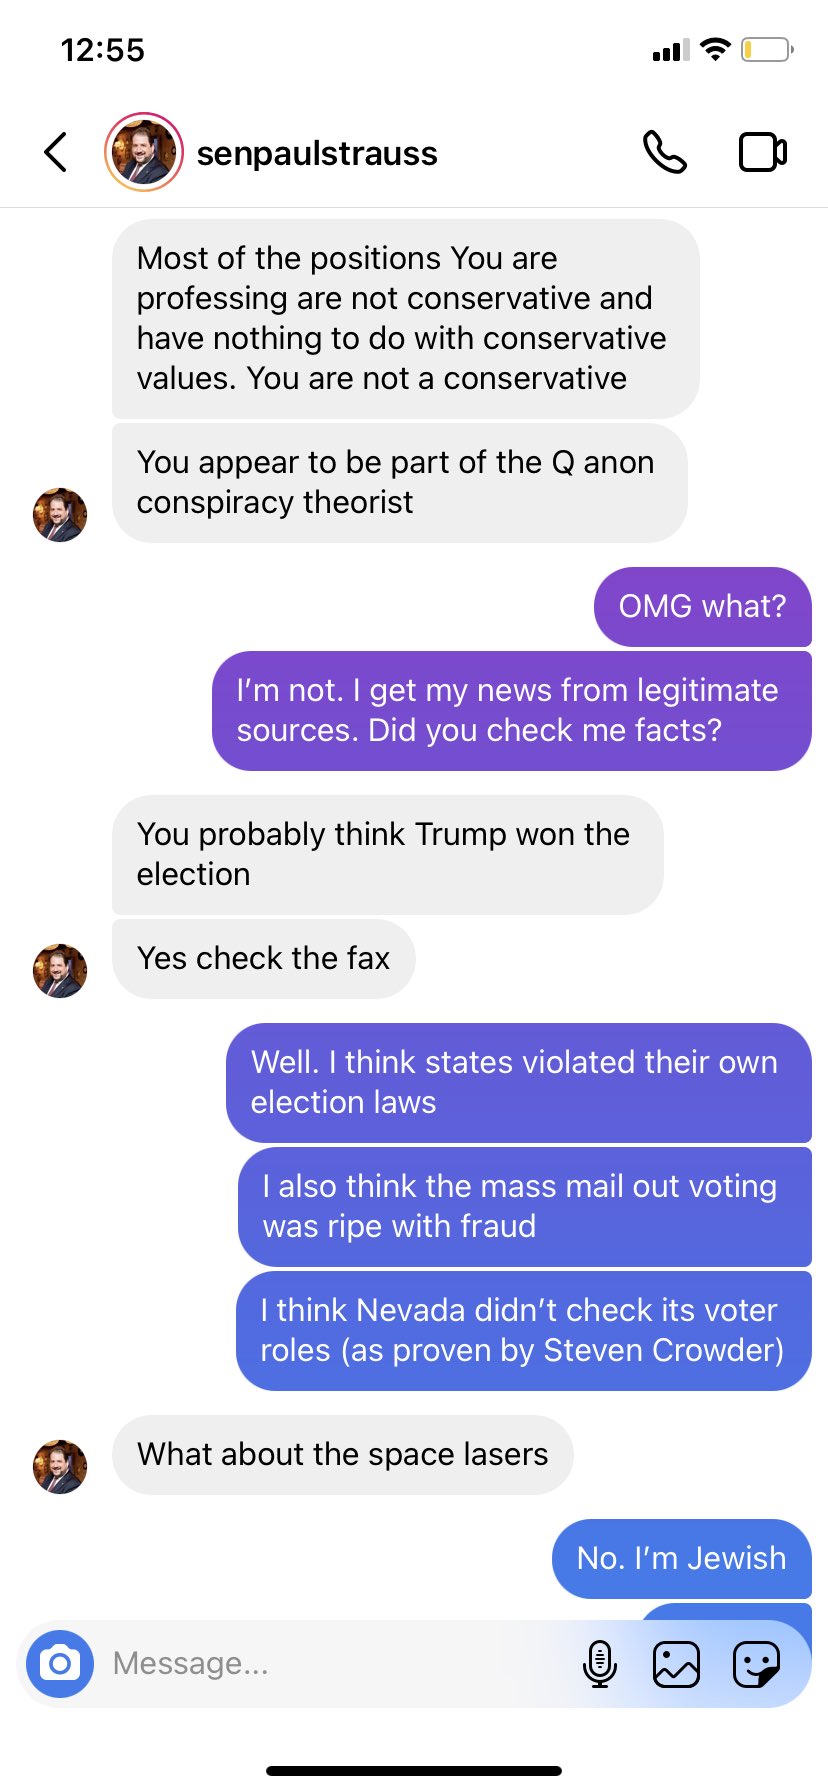 12:55
senpaulstrauss
Most of the positions You are
professing are not conservative and
have nothing to do with conservative
values. You are not a conservative
You appear to be part of the Q anon
conspiracy theorist
OMG what?
I'm not. I get my news from legitimate
sources. Did you check me facts?
You probably think Trump won the
election
Yes check the fax
Well. I think states violated their own
election laws
I also think the mass mail out voting
was ripe with fraud
I think Nevada didn't check its voter
roles (as proven by Steven Crowder)
What about the space lasers
No. I'm Jewish
Message...